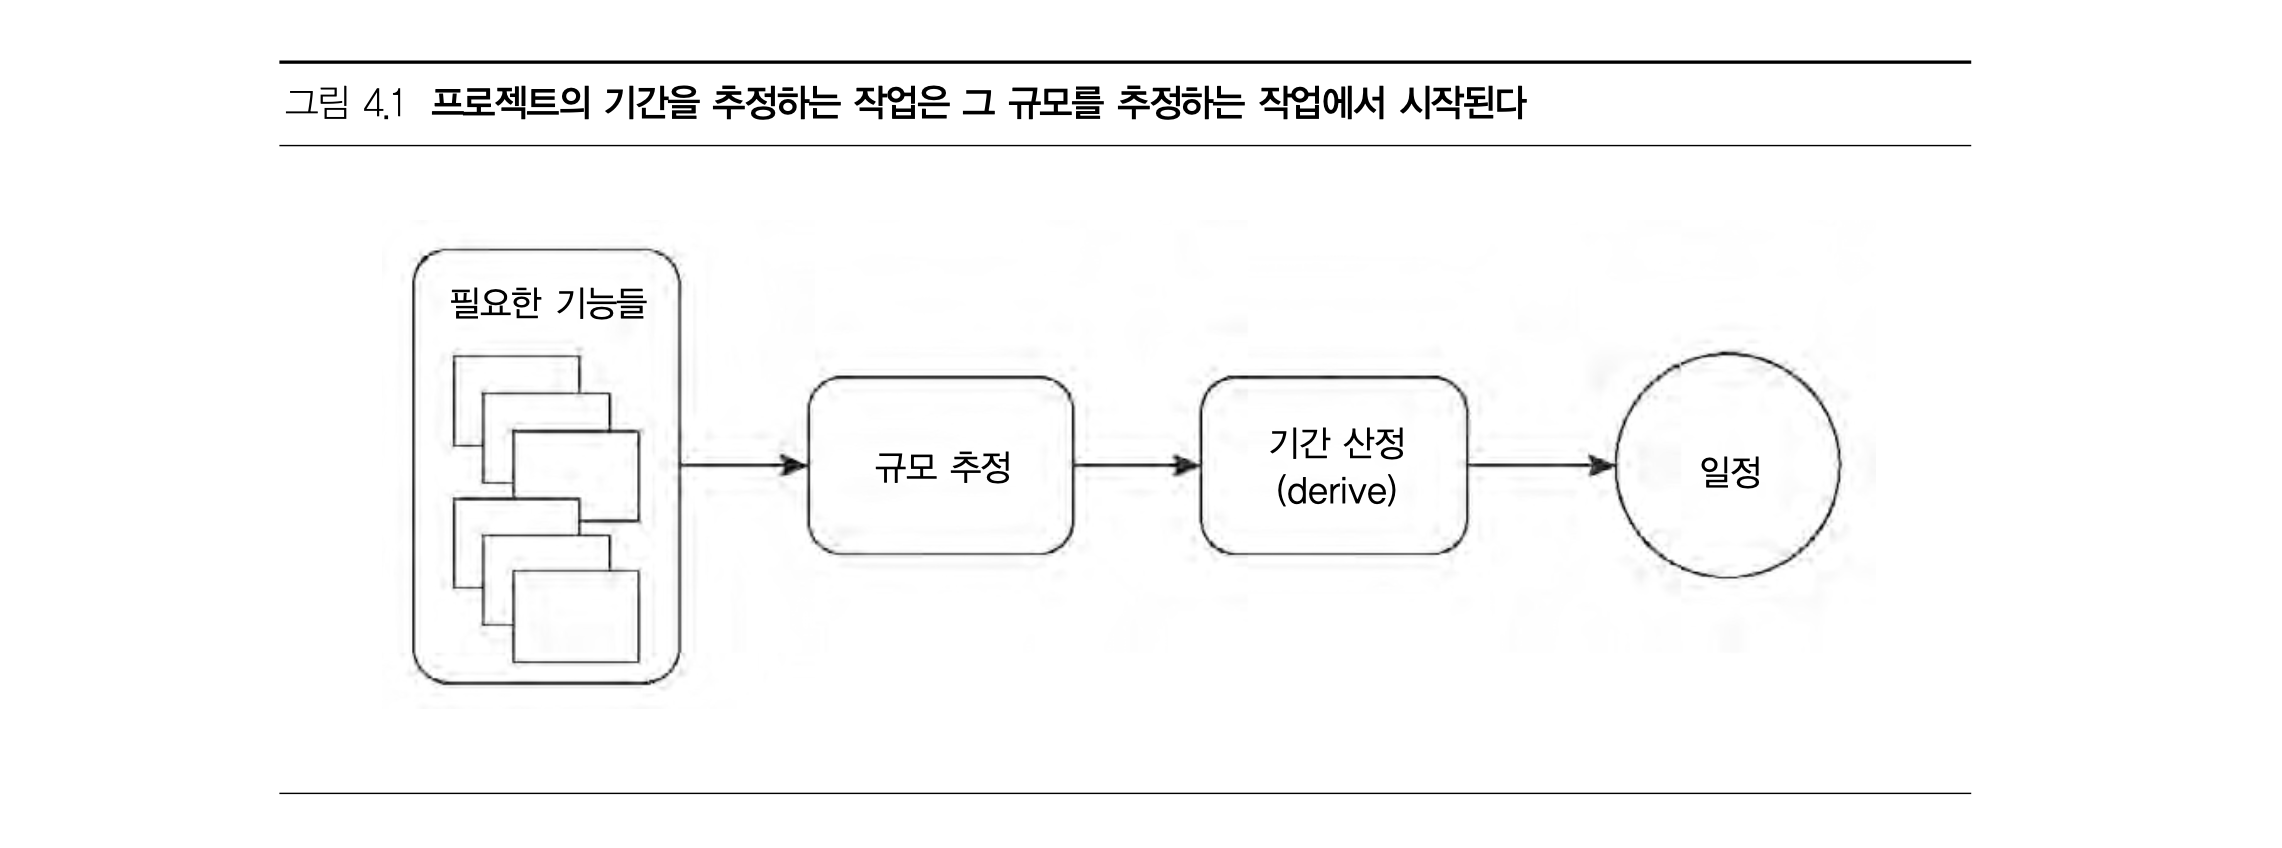 그림 4.1 프로젝트의 기간을 추정하는 작업은 그 규모를 추정하는 작업에서 시작된다
필요한 기능들
규모 추정
기간 산정
(derive)
일정